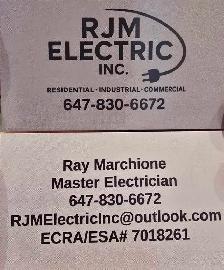 RJM
ELECTRIC
INC.
RESIDENTIAL · INDUSTRIAL · COMMERCIAL
647-830-6672
Ray Marchione
Master Electrician
647-830-6672
RJMElectricInc@outlook.com
ECRA/ESA# 7018261